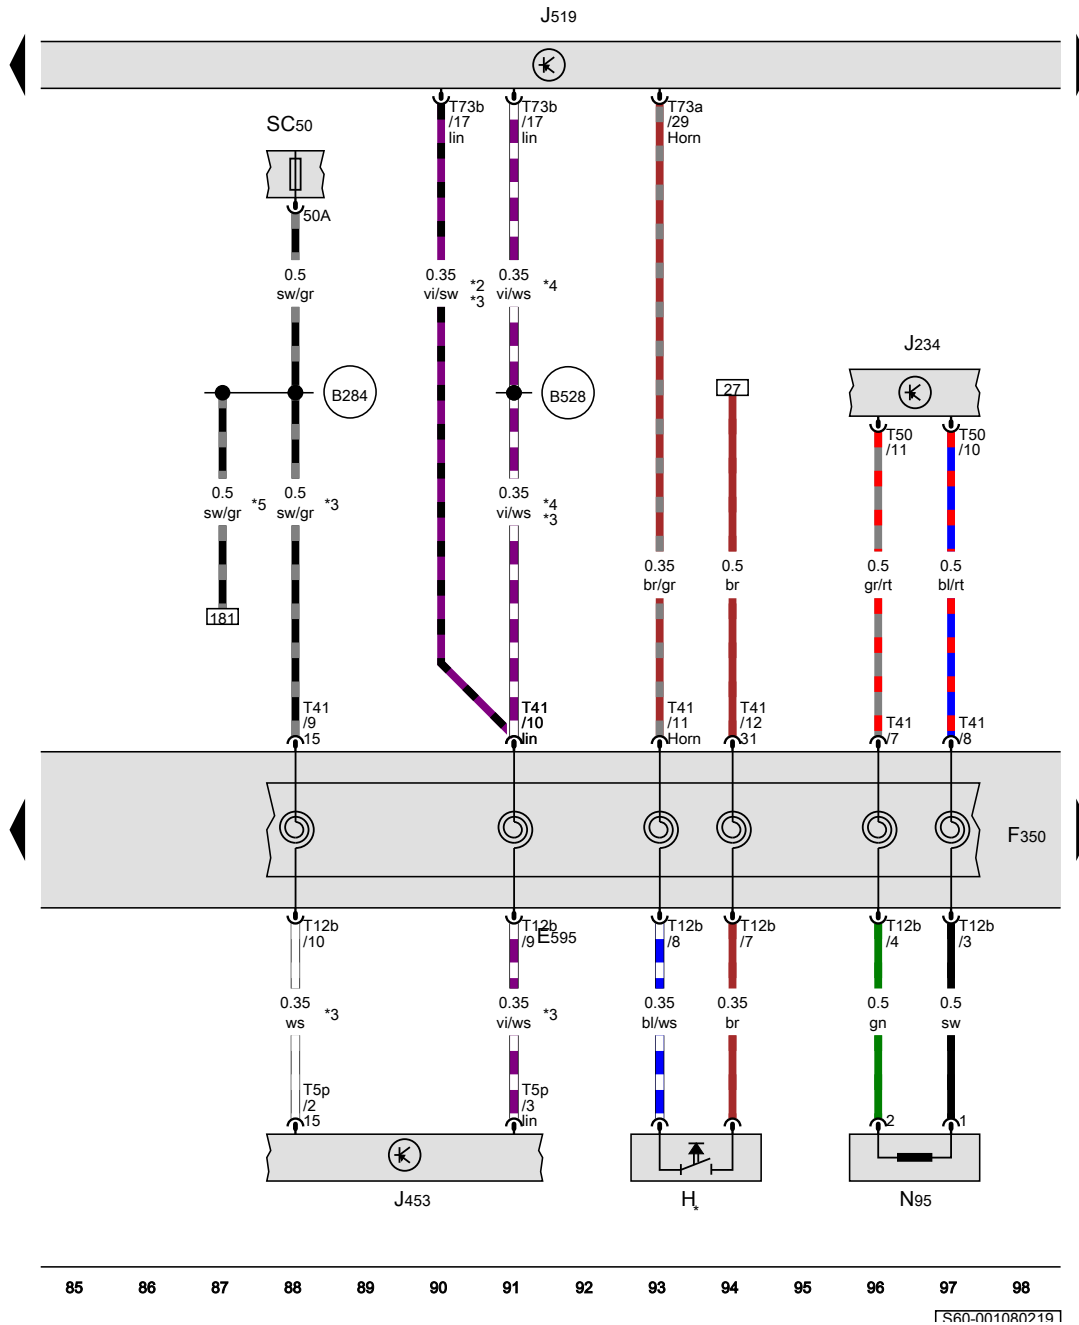 J519
T73b
/17
lin
T73b
/17
lin
T73a
/29
Horn
SC50
50A
0.5
sw/gr
0.35
vi/sw
*2
*3
0.35
vi/ws
*4
J234
B284
B528
27
T50
/11
T50
/10
0.5
sw/gr
*5
0.5
sw/gr
*3
0.35
vi/ws
*4
*3
0.35
br/gr
0.5
br
0.5
gr/rt
0.5
bl/rt
181
T41
/9
15
T41
/10
lin
T41
/11
Horn
T41
/12
31
T41
/7
T41
/8
F350
T12b
/10
T12b
/9
E595
T12b
/8
T12b
/7
T12b
/4
T12b
/3
0.35
ws
*3
0.35
vi/ws
*3
0.35
bl/ws
0.35
br
0.5
gn
0.5
sw
T5p
/2
15
T5p
/3
lin
2
1
J453
H*
N95
85 86 87 88 89 90 91 92 93 94 95 96 97 98
S60-001080219